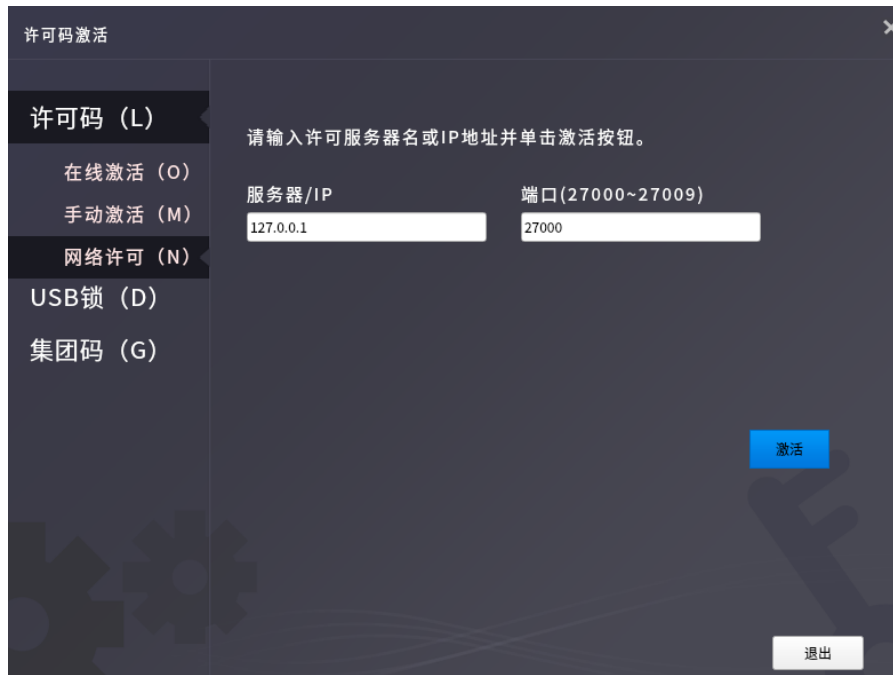 许可码激活
许可码（L）
在线激活（O）
手动激活（M）
网络许可（N）
USB锁（D）
集团码（G）
请输入许可服务器名或IP地址并单击激活按钮。
服务器/IP 端口(27000~27009)
127.0.0.1 27000
激活
退出